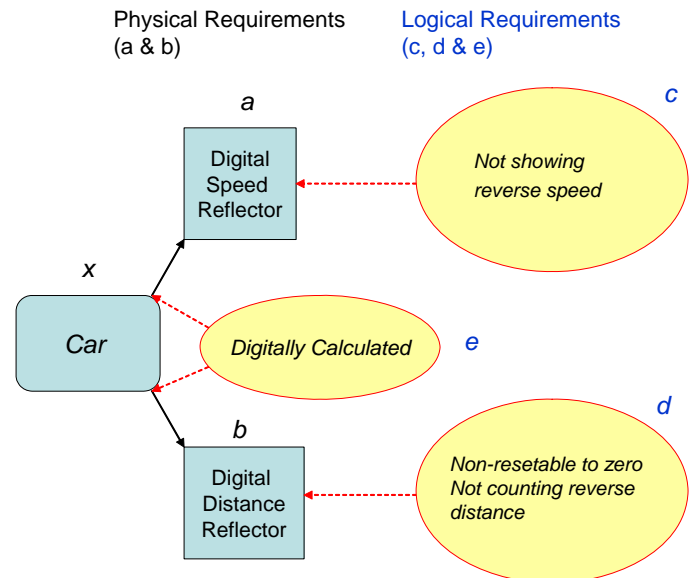 Physical Requirements
(a & b)
Logical Requirements
(c, d & e)
a
c
Digital
Speed
Reflector
Not showing
reverse speed
x
Car
Digitally Calculated
e
b
d
Digital
Distance
Reflector
Non-resetable to zero
Not counting reverse
distance